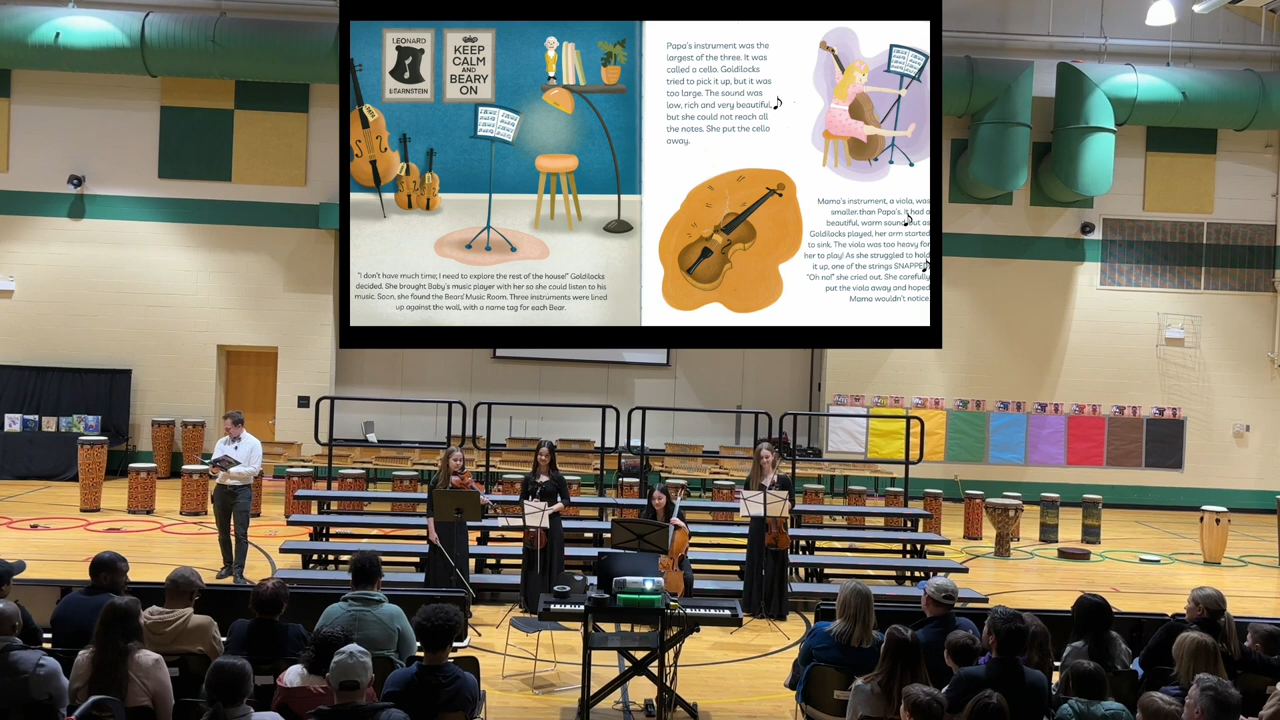 LEONARD
BEARNSTEIN
KEEP
CALM
AND
BEARY
ON
"I don't have much time; I need to explore the rest of the house!" Goldilocks
decided. She brought Baby's music player with her so she could listen to his
music. Soon, she found the Bears' Music Room. Three instruments were lined
up against the wall, with a name tag for each Bear.
Papa's instrument was the
largest of the three. It was
called a cello. Goldilocks
tried to pick it up, but it was
too large. The sound was
low, rich and very beautiful,
but she could not reach all
the notes. She put the cello
away.
Mama's instrument, a viola, was
smaller than Papa's. It had a
beautiful, warm sound but as
Goldilocks played, her arm started
to sink. The viola was too heavy for
her to play! As she struggled to hold
it up, one of the strings SNAPPED!
"Oh no!" she cried out. She carefully
put the viola away and hoped
Mama wouldn't notice.